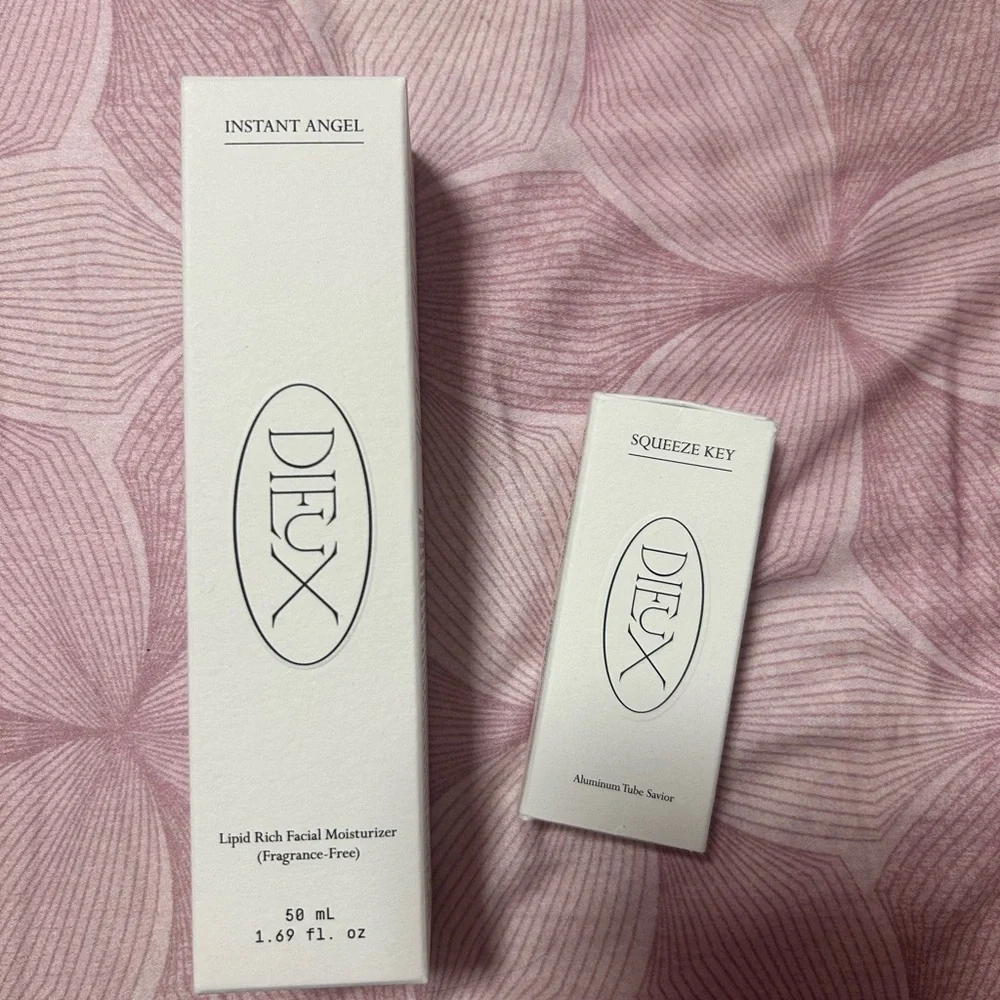 INSTANT ANGEL
DIEUX
Lipid Rich Facial Moisturizer
(Fragrance-Free)
50 mL
1.69 fl. oz
SQUEEZE KEY
DIEUX
Aluminum Tube Savior